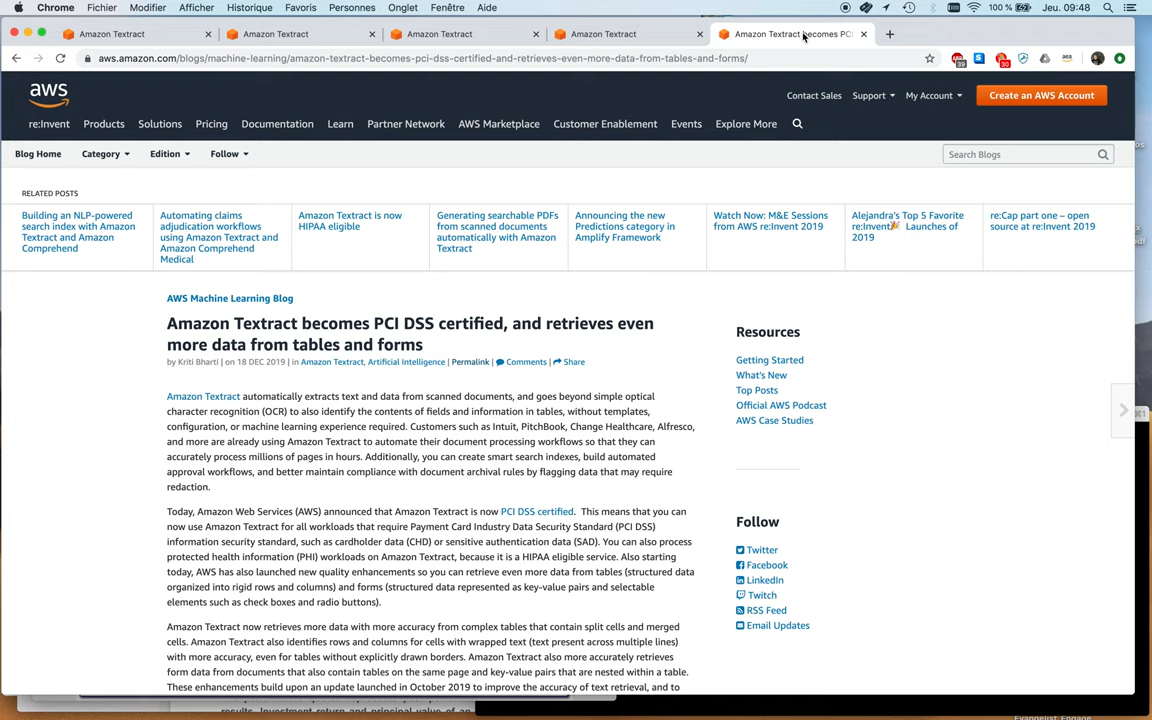 Chrome Fichier Modifier Afficher Historique Favoris Personnes Onglet Fenêtre Aide 100 % Jeu. 09:48
Amazon Textract Amazon Textract Amazon Textract Amazon Textract Amazon Textract becomes PCI
aws.amazon.com/blogs/machine-learning/amazon-textract-becomes-pci-dss-certified-and-retrieves-even-more-data-from-tables-and-forms/
aws
Contact Sales Support My Account Create an AWS Account
re:Invent Products Solutions Pricing Documentation Learn Partner Network AWS Marketplace Customer Enablement Events Explore More
Blog Home Category Edition Follow Search Blogs
RELATED POSTS
Building an NLP-powered
search index with Amazon
Textract and Amazon
Comprehend
Automating claims
adjudication workflows
using Amazon Textract and
Amazon Comprehend
Medical
Amazon Textract is now
HIPAA eligible
Generating searchable PDFs
from scanned documents
automatically with Amazon
Textract
Announcing the new
Predictions category in
Amplify Framework
Watch Now: M&E Sessions
from AWS re:Invent 2019
Alejandra's Top 5 Favorite
re:Invent🎉 Launches of
2019
re:Cap part one – open
source at re:Invent 2019
AWS Machine Learning Blog
Amazon Textract becomes PCI DSS certified, and retrieves even
more data from tables and forms
by Kriti Bharti | on 18 DEC 2019 | in Amazon Textract, Artificial Intelligence | Permalink | Comments | Share
Amazon Textract automatically extracts text and data from scanned documents, and goes beyond simple optical
character recognition (OCR) to also identify the contents of fields and information in tables, without templates,
configuration, or machine learning experience required. Customers such as Intuit, PitchBook, Change Healthcare, Alfresco,
and more are already using Amazon Textract to automate their document processing workflows so that they can
accurately process millions of pages in hours. Additionally, you can create smart search indexes, build automated
approval workflows, and better maintain compliance with document archival rules by flagging data that may require
redaction.
Today, Amazon Web Services (AWS) announced that Amazon Textract is now PCI DSS certified. This means that you can
now use Amazon Textract for all workloads that require Payment Card Industry Data Security Standard (PCI DSS)
information security standard, such as cardholder data (CHD) or sensitive authentication data (SAD). You can also process
protected health information (PHI) workloads on Amazon Textract, because it is a HIPAA eligible service. Also starting
today, AWS has also launched new quality enhancements so you can retrieve even more data from tables (structured data
organized into rigid rows and columns) and forms (structured data represented as key-value pairs and selectable
elements such as check boxes and radio buttons).
Amazon Textract now retrieves more data with more accuracy from complex tables that contain split cells and merged
cells. Amazon Textract also identifies rows and columns for cells with wrapped text (text present across multiple lines)
with more accuracy, even for tables without explicitly drawn borders. Amazon Textract also more accurately retrieves
form data from documents that also contain tables on the same page and key-value pairs that are nested within a table.
These enhancements build upon an update launched in October 2019 to improve the accuracy of text retrieval, and to
Resources
Getting Started
What's New
Top Posts
Official AWS Podcast
AWS Case Studies
Follow
Twitter
Facebook
LinkedIn
Twitch
RSS Feed
Email Updates